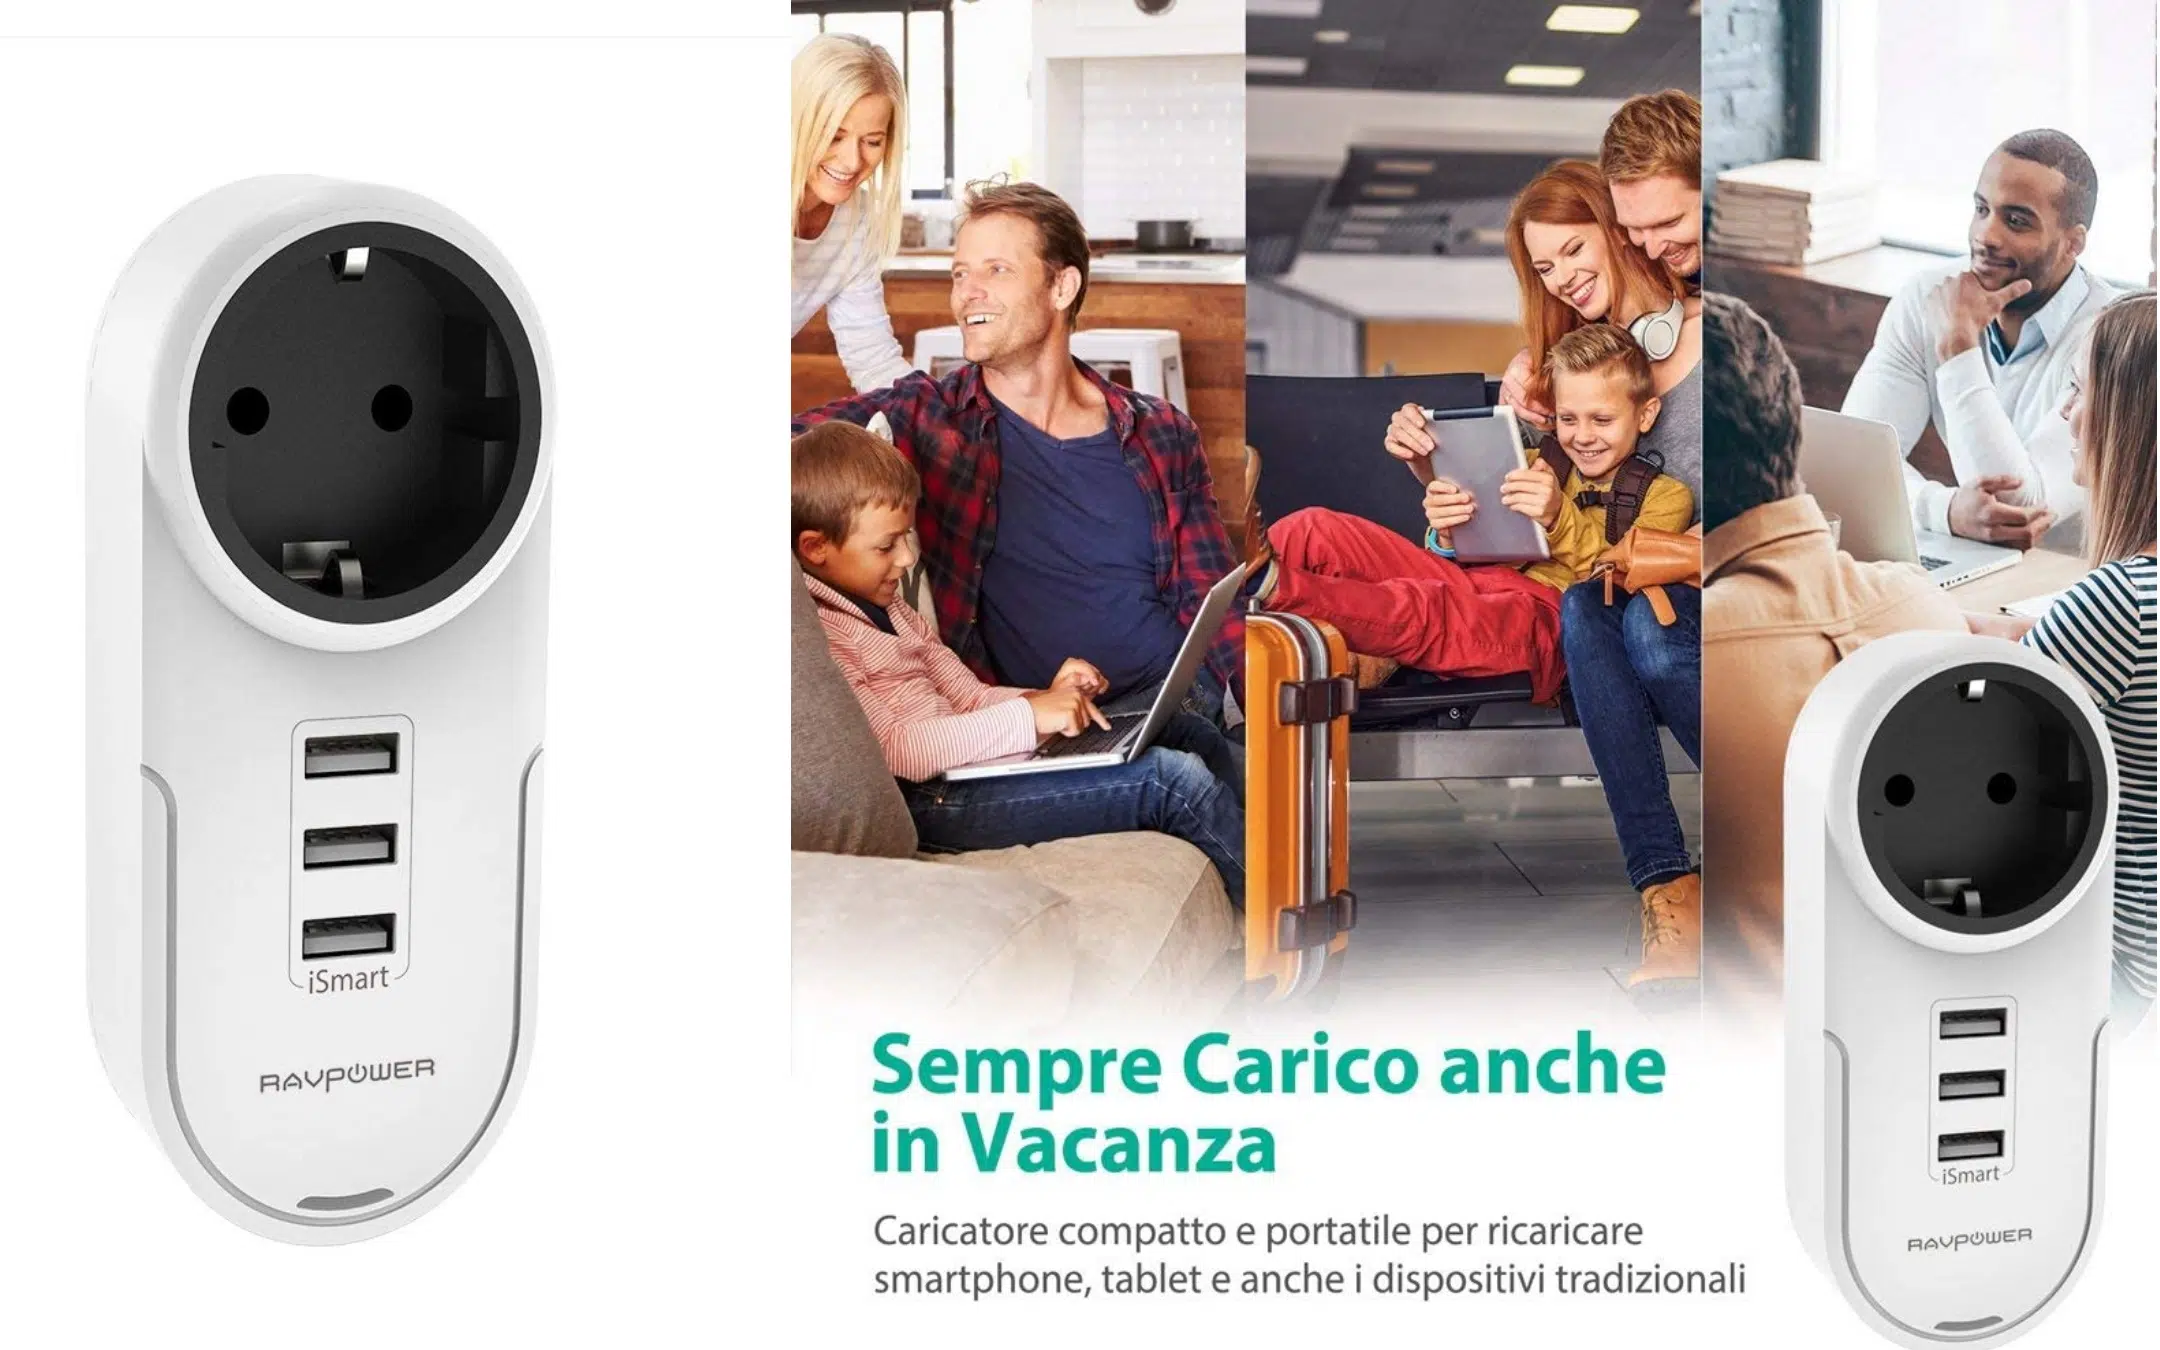 iSmart
RAVPOWER
Sempre Carico anche
in Vacanza
Caricatore compatto e portatile per ricaricare
smartphone, tablet e anche i dispositivi tradizionali
iSmart
RAVPOWER